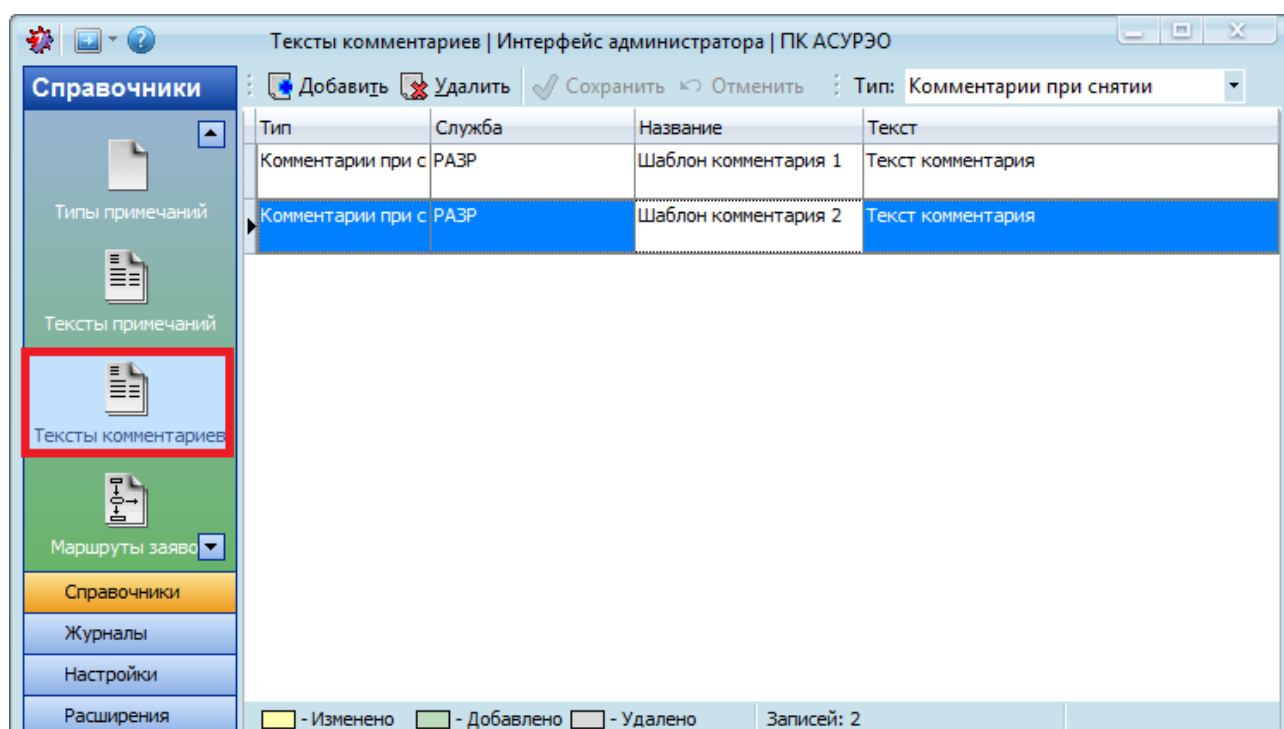 Тексты комментариев | Интерфейс администратора | ПК АСУРЭО
Справочники
Добавить Удалить Сохранить Отменить Тип: Комментарии при снятии
Тип Служба Название Текст
Комментарии при с РАЗР Шаблон комментария 1 Текст комментария
Комментарии при с РАЗР Шаблон комментария 2 Текст комментария
Типы примечаний
Тексты примечаний
Тексты комментариев
Маршруты заяво
Справочники
Журналы
Настройки
Расширения
- Изменено - Добавлено - Удалено Записей: 2